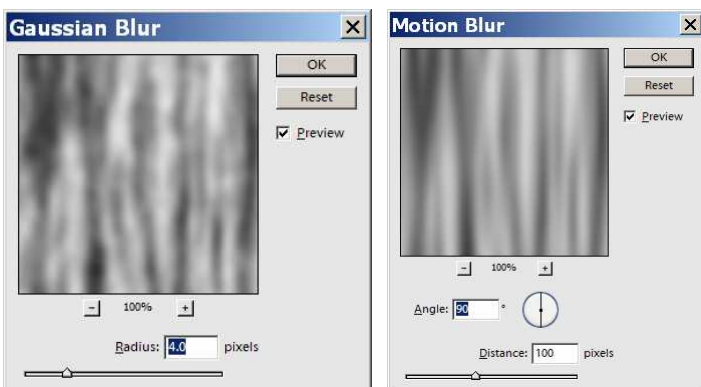 Gaussian Blur
OK
Reset
Preview
- 100% +
Radius: 4.0 pixels
Motion Blur
OK
Reset
Preview
- 100% +
Angle: 90 °
Distance: 100 pixels